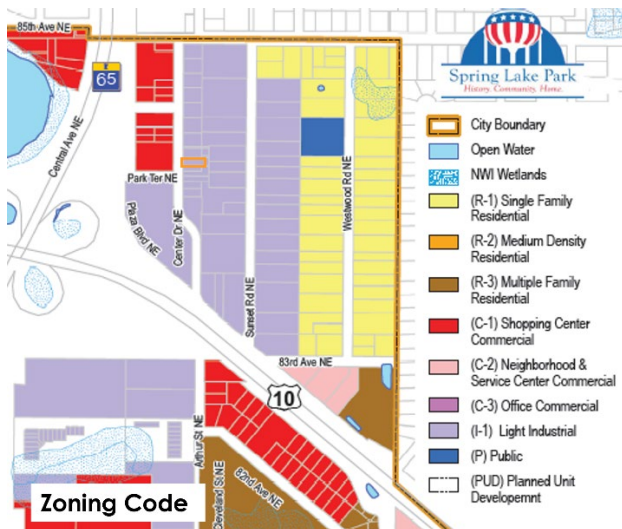 85th Ave NE
65
Central Ave NE
Park Ter NE
Plaza Blvd NE
Center Dr NE
Sunset Rd NE
Westwood Rd NE
83rd Ave NE
10
Arthur St NE
Cleveland St NE
82nd Ave NE
Zoning Code
Spring Lake Park
History. Community. Home.
City Boundary
Open Water
NWI Wetlands
(R-1) Single Family
Residential
(R-2) Medium Density
Residential
(R-3) Multiple Family
Residential
(C-1) Shopping Center
Commercial
(C-2) Neighborhood &
Service Center Commercial
(C-3) Office Commercial
(I-1) Light Industrial
(P) Public
(PUD) Planned Unit
Developemnt